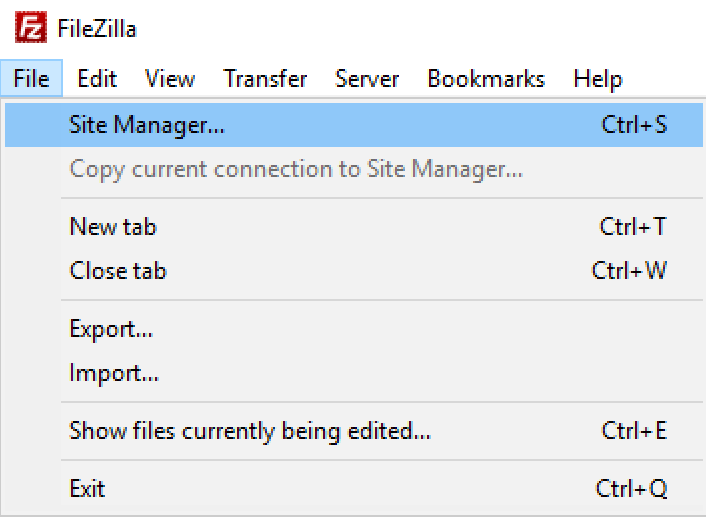 FileZilla
File Edit View Transfer Server Bookmarks Help
Site Manager... Ctrl+S
Copy current connection to Site Manager...
New tab Ctrl+T
Close tab Ctrl+W
Export...
Import...
Show files currently being edited... Ctrl+E
Exit Ctrl+Q